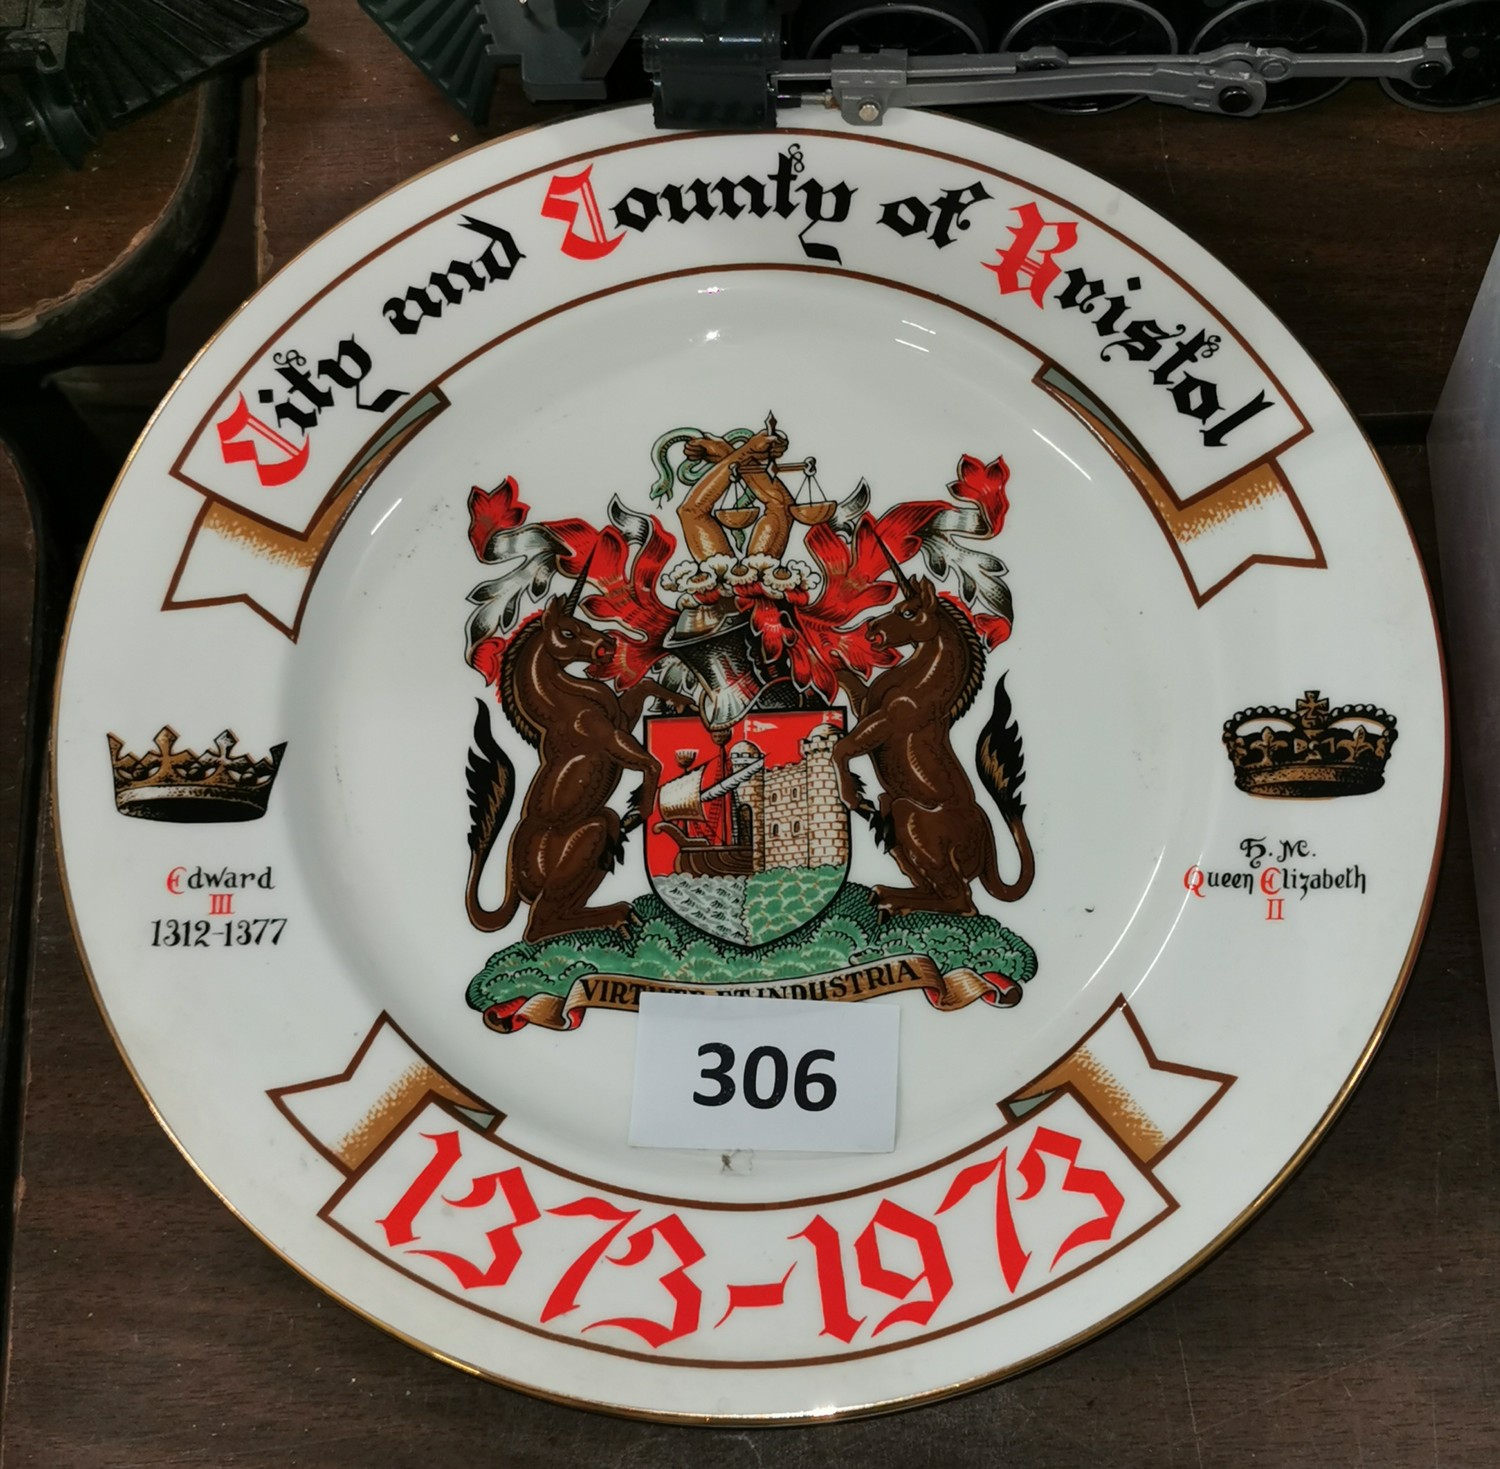 City and County of Bristol
Edward
III
1312-1377
H. M.
Queen Elizabeth
II
VIRTUTE ET INDUSTRIA
306
1373-1973